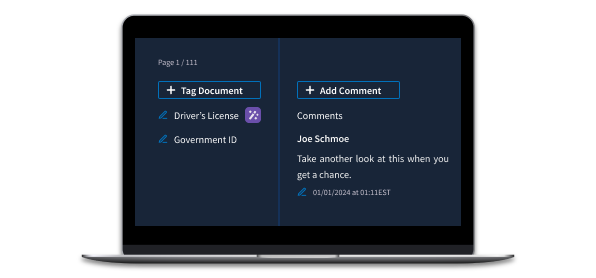 Page 1 / 111
+ Tag Document
Driver's License
Government ID
+ Add Comment
Comments
Joe Schmoe
Take another look at this when you
get a chance.
01/01/2024 at 01:11EST